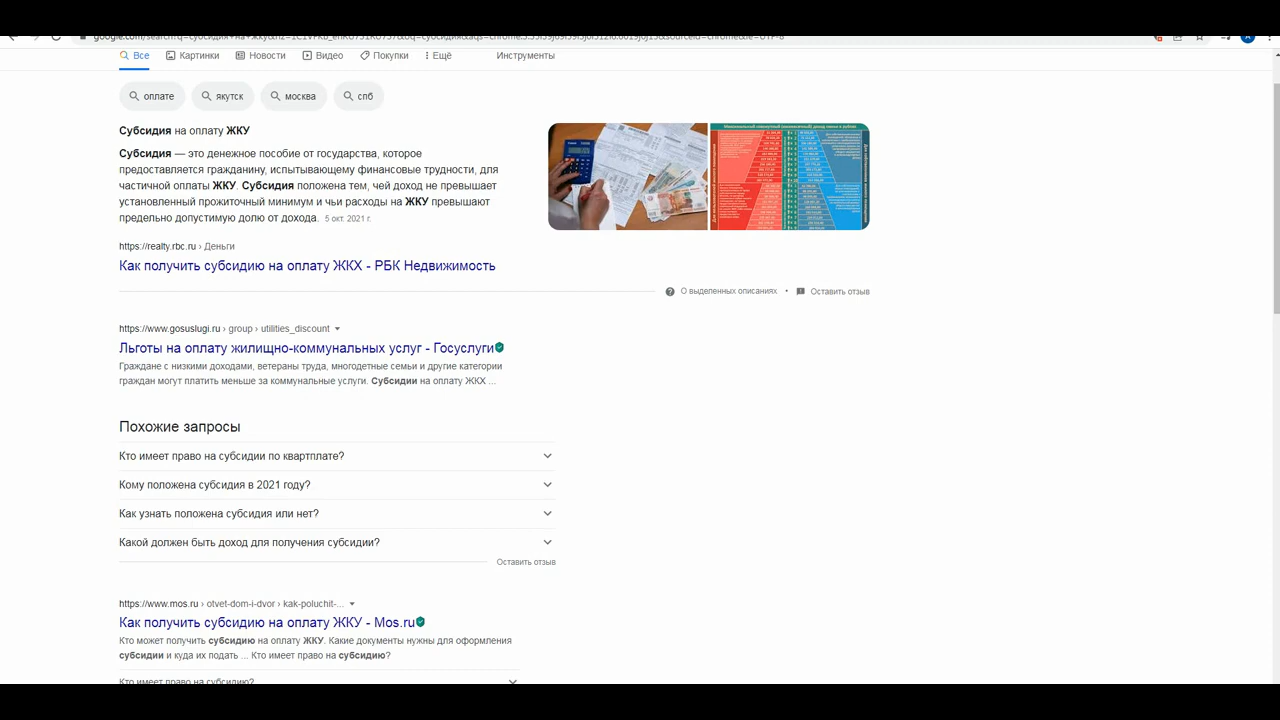 Все Картинки Новости Видео Покупки Ещё Инструменты
оплате якутск москва спб
Субсидия на оплату ЖКУ
Субсидия — это денежное пособие от государства, которое
предоставляется гражданину, испытывающему финансовые трудности, для
частичной оплаты ЖКУ. Субсидия положена тем, чей доход не превышает
установленный прожиточный минимум и чьи расходы на ЖКУ превышают
предельно допустимую долю от дохода. 5 окт. 2021 г.
https://realty.rbc.ru › Деньги
Как получить субсидию на оплату ЖКХ - РБК Недвижимость
О выделенных описаниях • Оставить отзыв
https://www.gosuslugi.ru › group › utilities_discount
Льготы на оплату жилищно-коммунальных услуг - Госуслуги
Граждане с низкими доходами, ветераны труда, многодетные семьи и другие категории
граждан могут платить меньше за коммунальные услуги. Субсидии на оплату ЖКХ ...
Похожие запросы
Кто имеет право на субсидии по квартплате?
Кому положена субсидия в 2021 году?
Как узнать положена субсидия или нет?
Какой должен быть доход для получения субсидии?
Оставить отзыв
https://www.mos.ru › otvet-dom-i-dvor › kak-poluchit-...
Как получить субсидию на оплату ЖКУ - Mos.ru
Кто может получить субсидию на оплату ЖКУ. Какие документы нужны для оформления
субсидии и куда их подать ... Кто имеет право на субсидию?
Кто имеет право на субсидию?